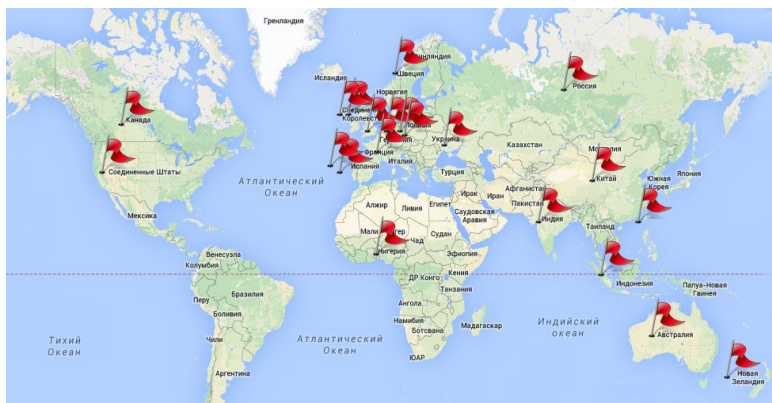 Гренландия
Исландия
Финляндия
Швеция
Норвегия
Россия
Канада
Королевст
Украина
Казахстан
Монголия
Франция
Италия
Испания
Турция
Соединенные Штаты
Атлантический
Океан
Китай
Южная
Корея
Япония
Афганистан
Ирак
Иран
Пакистан
Алжир
Ливия
Египет
Саудовская
Аравия
Индия
Мексика
Мали
Судан
Чад
Таиланд
Нигерия
Эфиопия
Венесуэла
Колумбия
ДР Конго
Кения
Индонезия
Папуа-Новая
Гвинея
Танзания
Перу
Бразилия
Ангола
Боливия
Намибия
Ботсвана
Мадагаскар
Индийский
океан
Тихий
Океан
Чили
Атлантический
Океан
Австралия
ЮАР
Аргентина
Новая
Зеландия